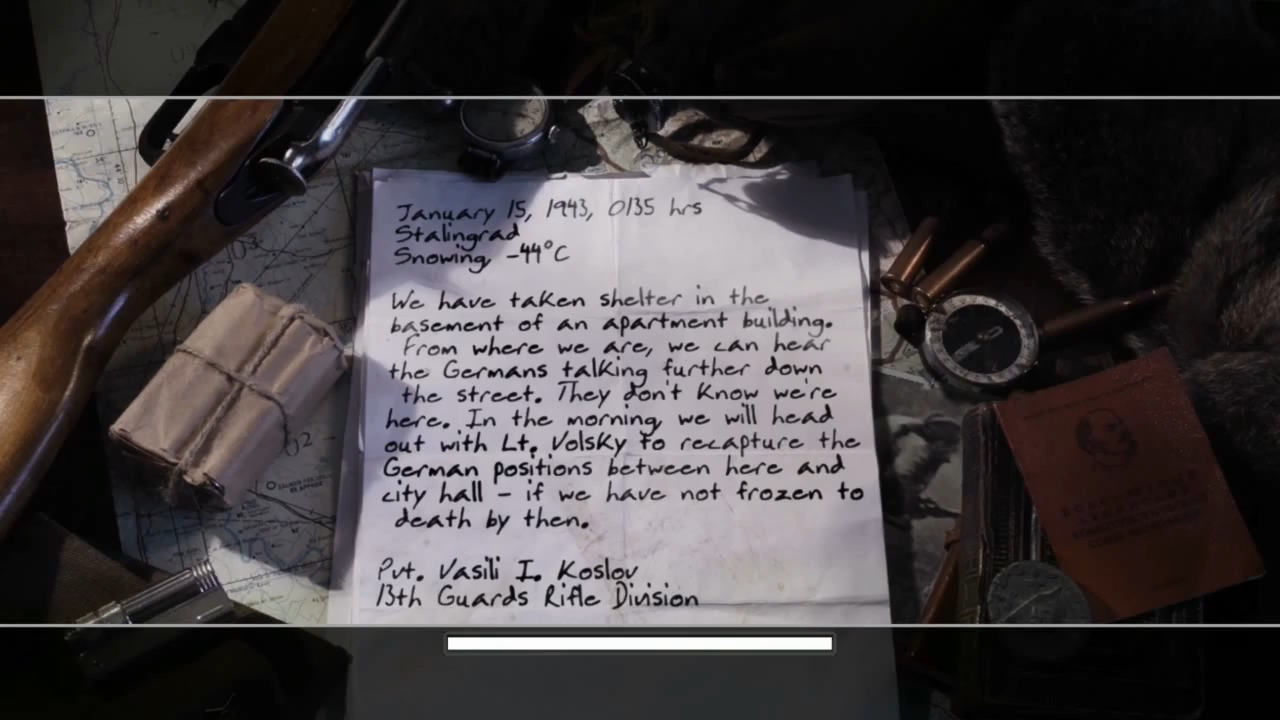 January 15, 1943, 0135 hrs
Stalingrad
Snowing, -44°C
We have taken shelter in the
basement of an apartment building.
From where we are, we can hear
the Germans talking further down
the street. They don't know we're
here. In the morning, we will head
out with Lt. Volsky to recapture the
German positions between here and
city hall - if we have not frozen to
death by then.
Pvt. Vasili I. Koslov
13th Guards Rifle Division